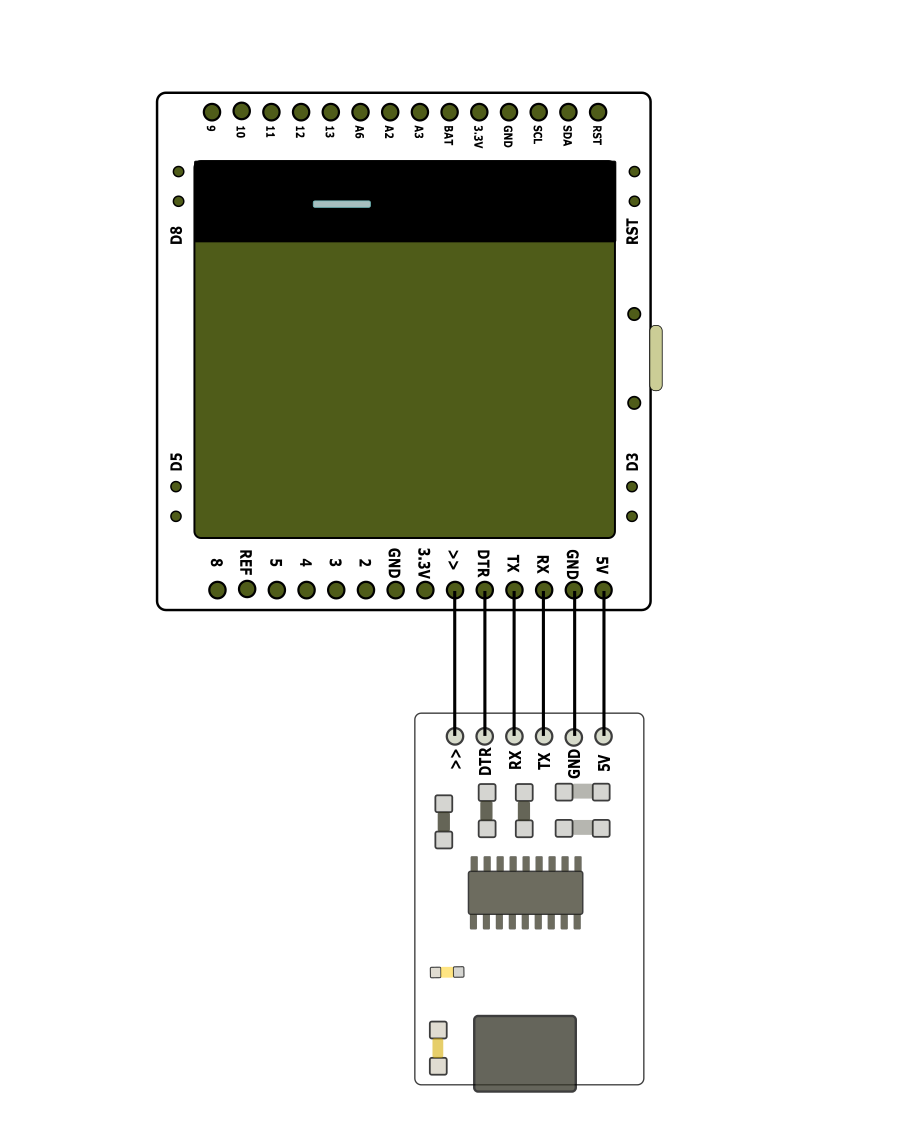 9 10 11 12 13 A6 A2 A3 BAT 3.3V GND SCL SDA RST
D8 RST
D5 D3
8 REF 5 4 3 2 GND 3.3V >> DTR TX RX GND 5V
>> DTR RX TX GND 5V